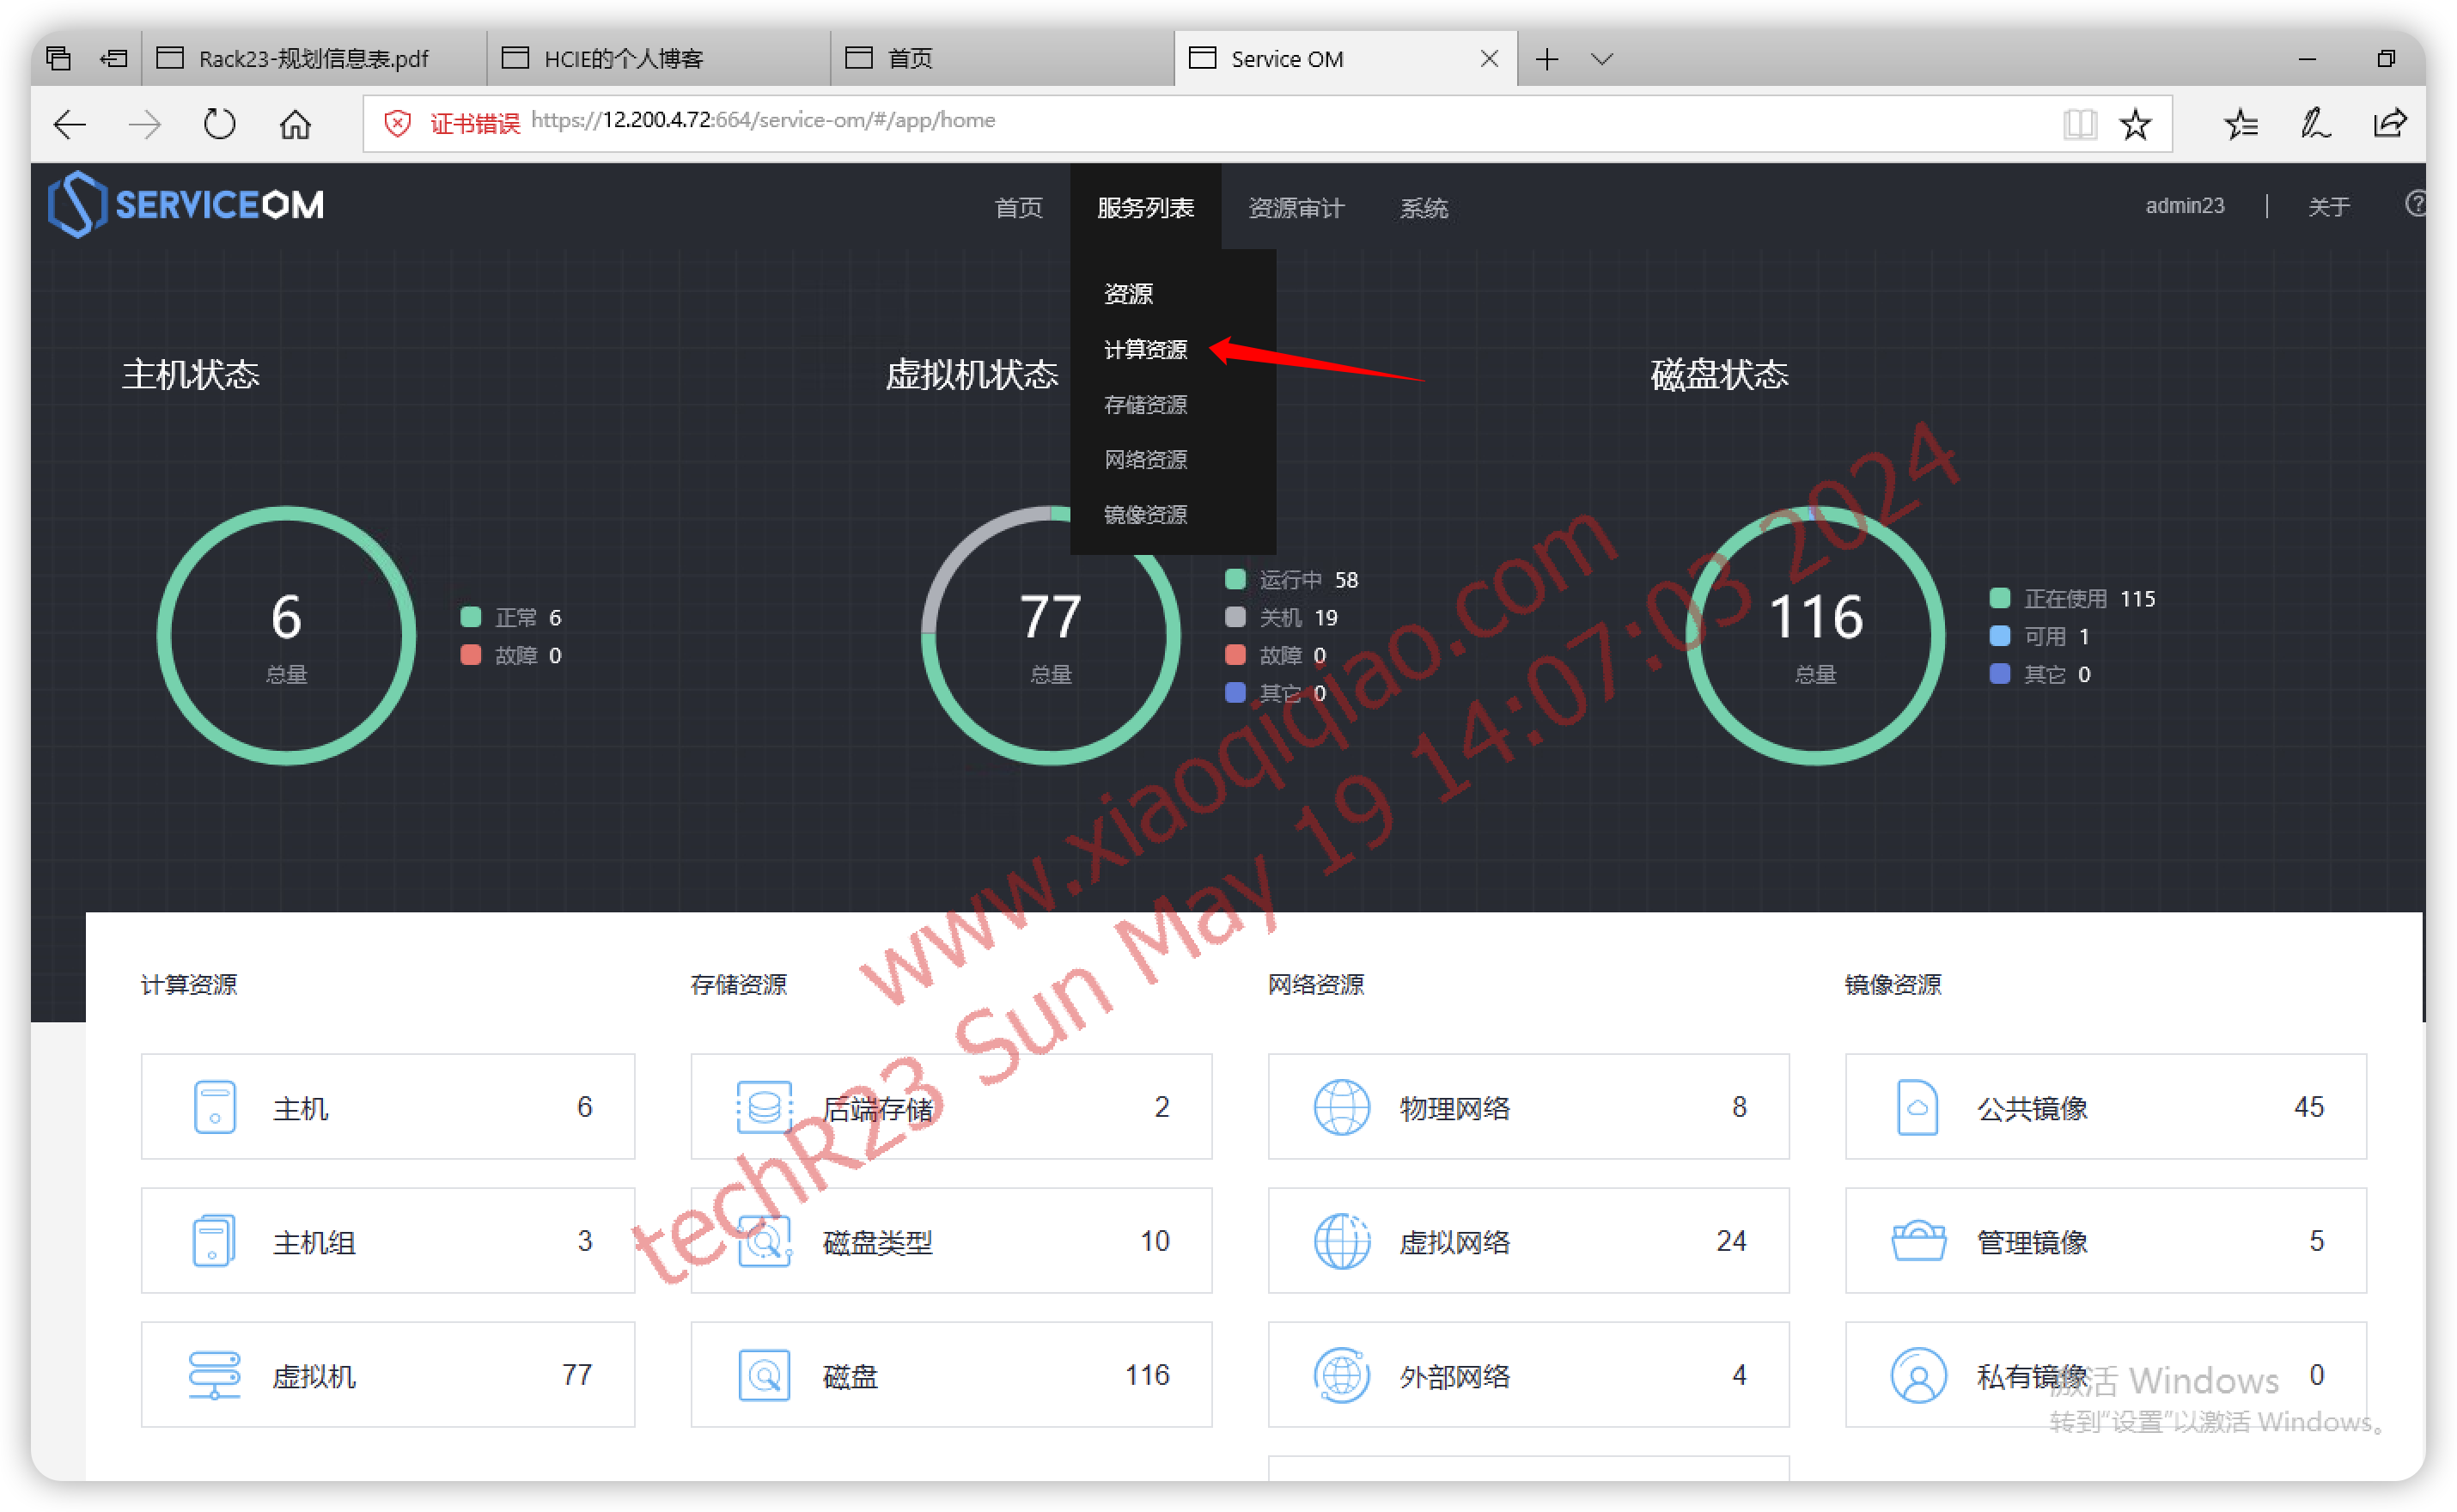 Rack23-规划信息表.pdf
HCIE的个人博客
首页
Service OM
证书错误 https://12.200.4.72:664/service-om/#/app/home
SERVICEOM
首页 服务列表 资源审计 系统
admin23 | 关于
资源
计算资源
存储资源
网络资源
镜像资源
主机状态
6
总量
正常 6
故障 0
虚拟机状态
77
总量
运行中 58
关机 19
故障 0
其它 0
磁盘状态
116
总量
正在使用 115
可用 1
其它 0
www.xiaoqiqiao.com
techR23 Sun May 19 14:07:03 2024
计算资源
主机 6
主机组 3
虚拟机 77
存储资源
后端存储 2
磁盘类型 10
磁盘 116
网络资源
物理网络 8
虚拟网络 24
外部网络 4
镜像资源
公共镜像 45
管理镜像 5
私有镜像 0
激活 Windows
转到"设置"以激活 Windows。